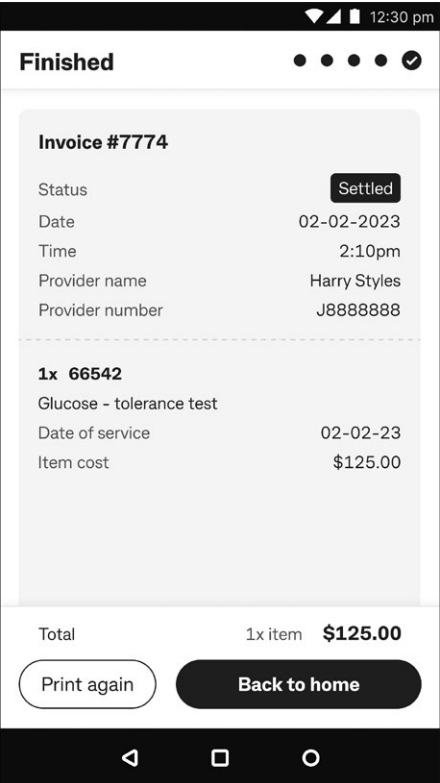 12:30 pm
Finished
Invoice #7774
Status Settled
Date 02-02-2023
Time 2:10pm
Provider name Harry Styles
Provider number J8888888
1x 66542
Glucose - tolerance test
Date of service 02-02-23
Item cost $125.00
Total 1x item $125.00
Print again Back to home